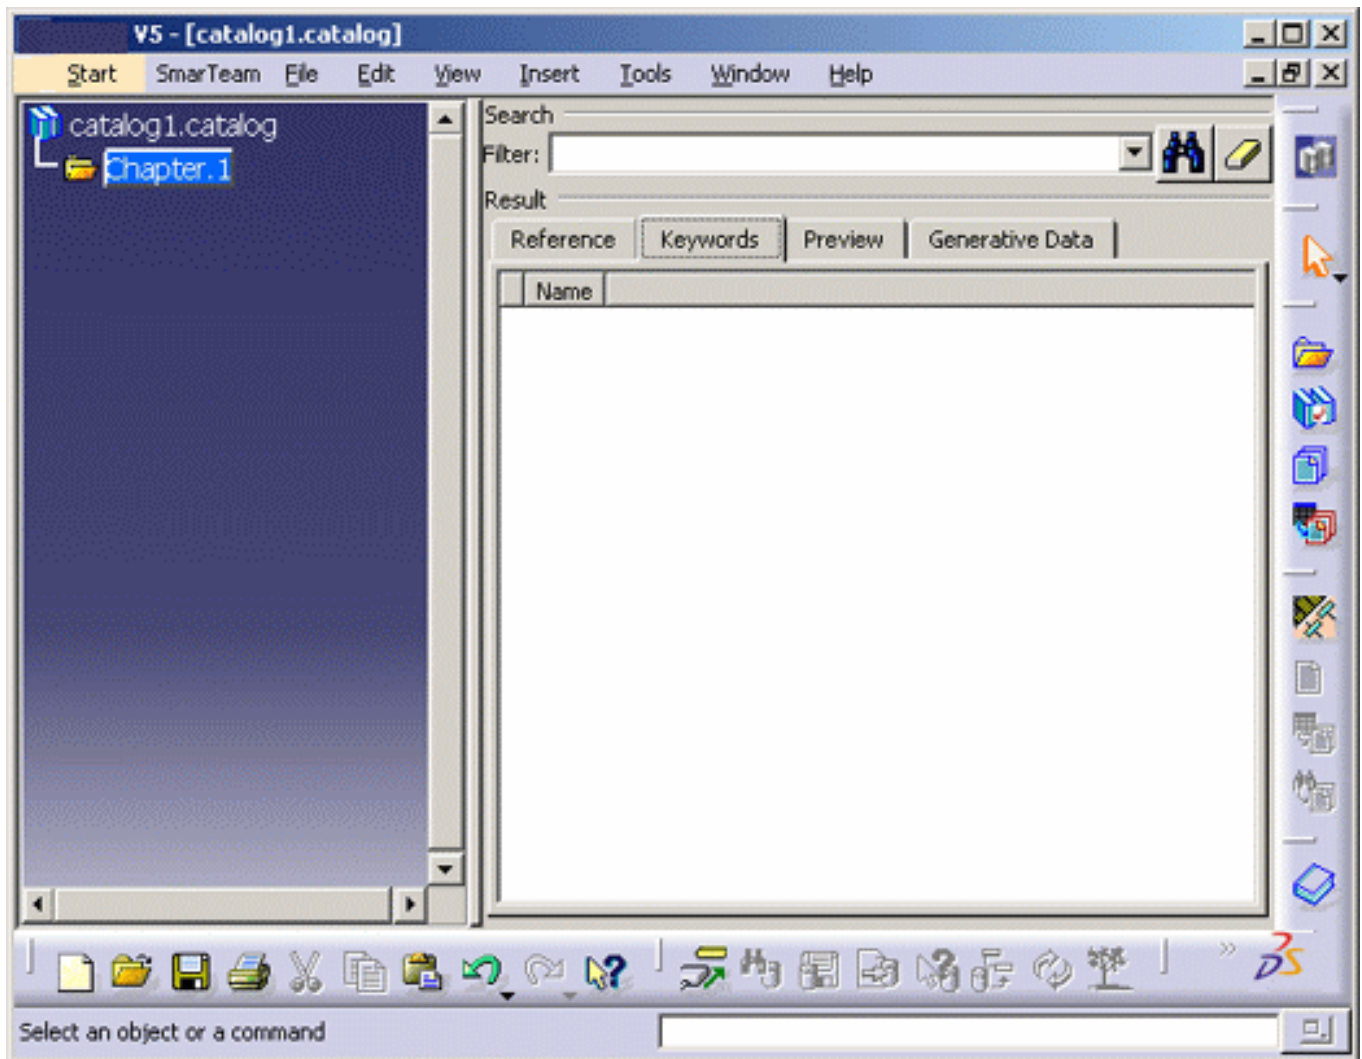 V5 - [catalog1.catalog]
Start SmarTeam File Edit View Insert Tools Window Help
catalog1.catalog
Chapter.1
Search
Filter:
Result
Reference Keywords Preview Generative Data
Name
Select an object or a command